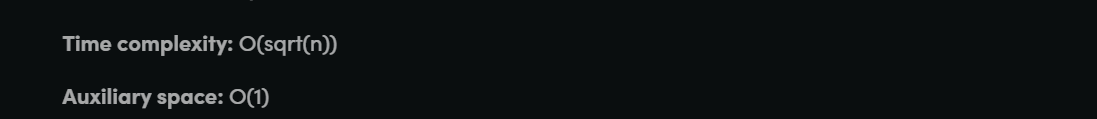 Time complexity: O(sqrt(n))
Auxiliary space: O(1)